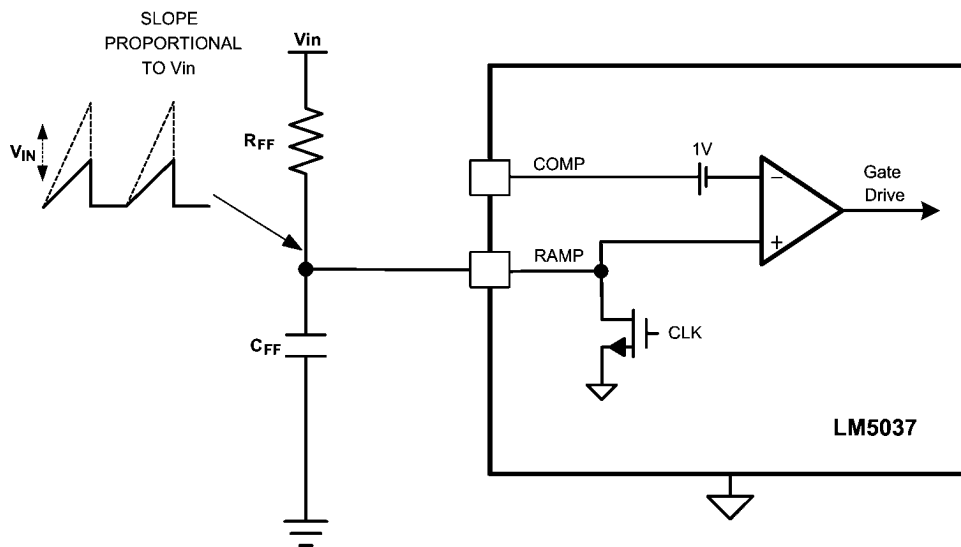 SLOPE
PROPORTIONAL
TO Vin
Vin
VIN
RFF
CFF
COMP
1V
RAMP
CLK
−
+
Gate
Drive
LM5037